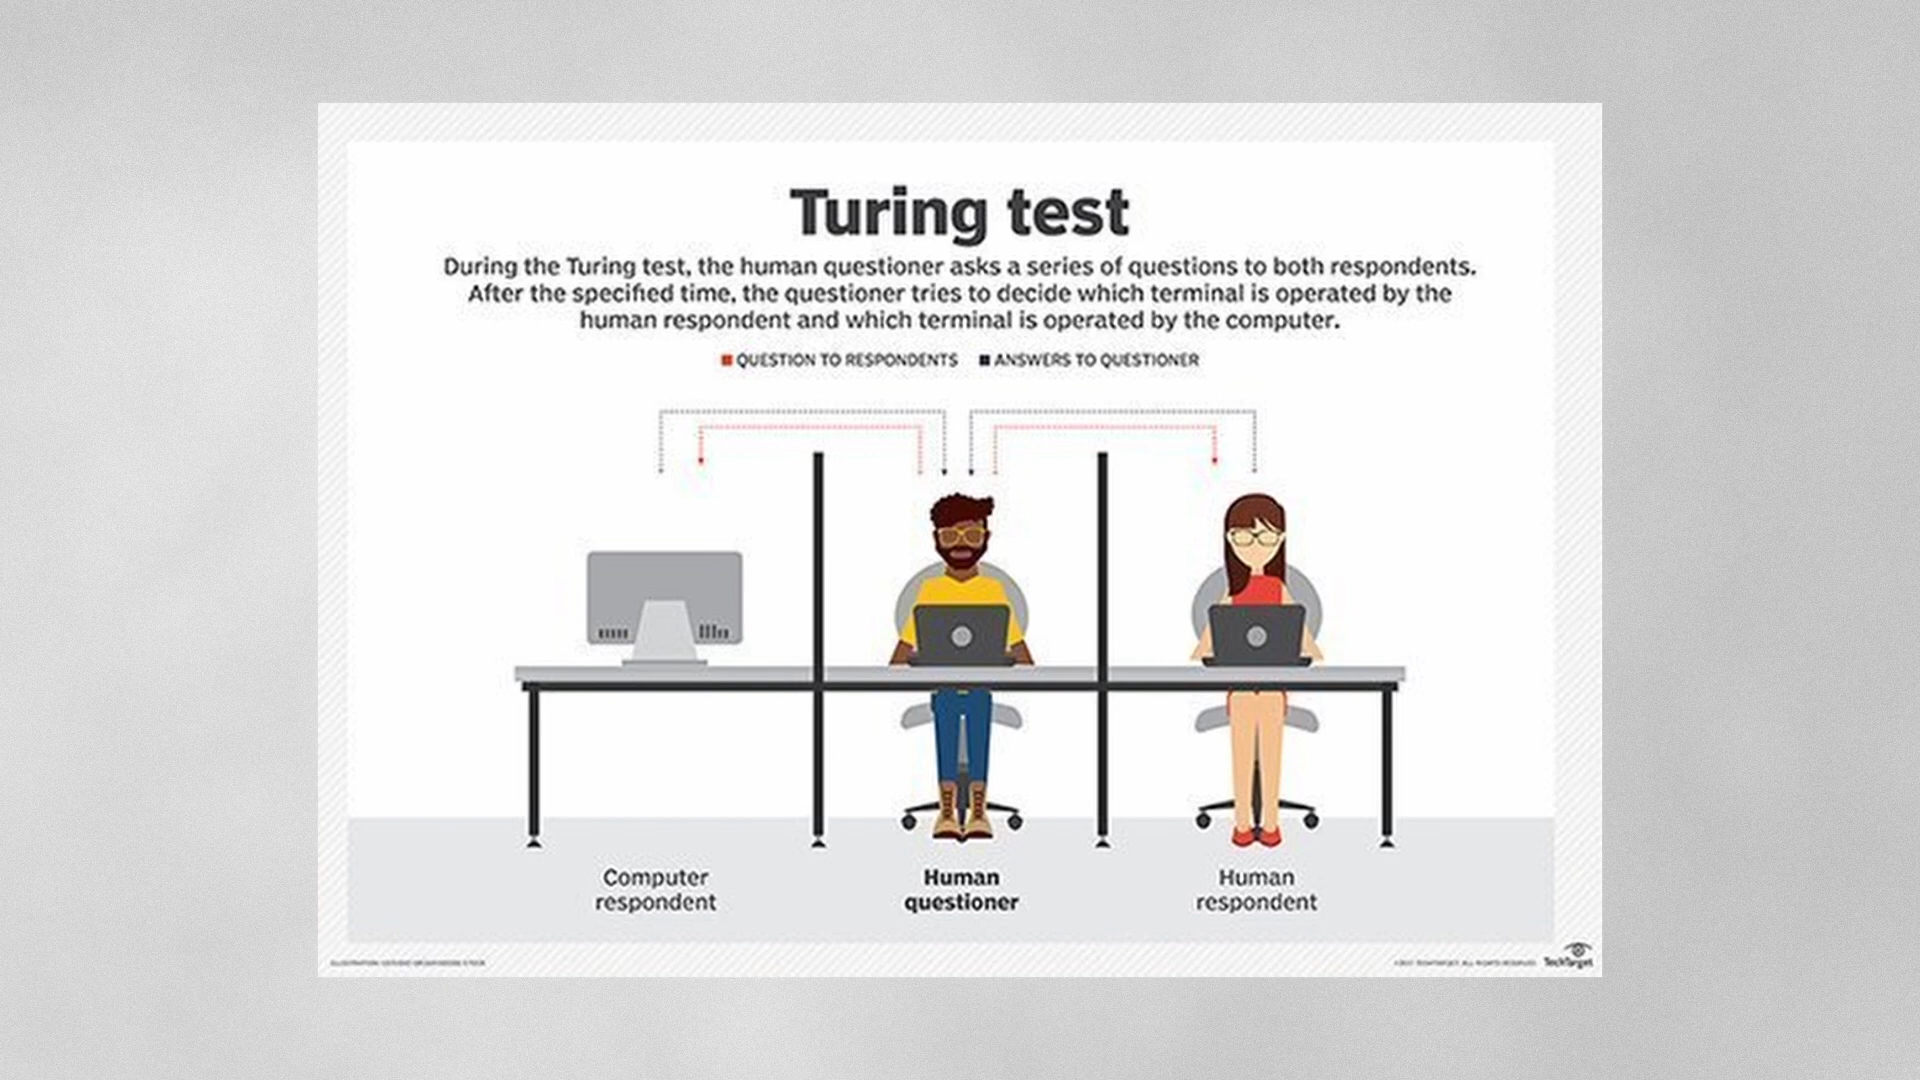 Turing test
During the Turing test, the human questioner asks a series of questions to both respondents.
After the specified time, the questioner tries to decide which terminal is operated by the
human respondent and which terminal is operated by the computer.
QUESTION TO RESPONDENTS ANSWERS TO QUESTIONER
Computer
respondent
Human
questioner
Human
respondent
TechTarget